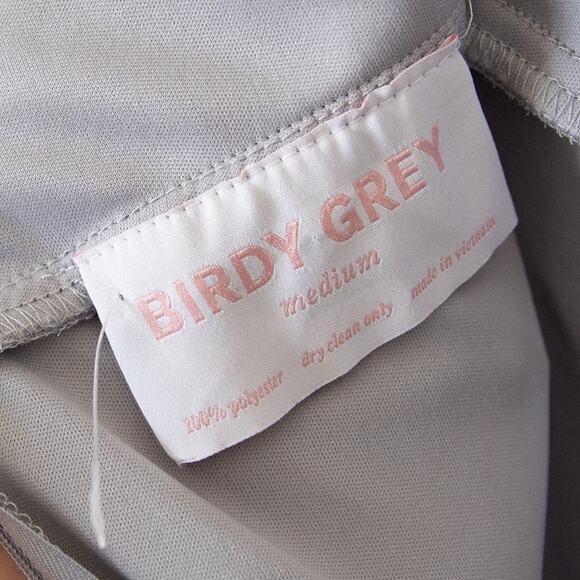 BIRDY GREY
medium
100% polyester dry clean only made in vietnam